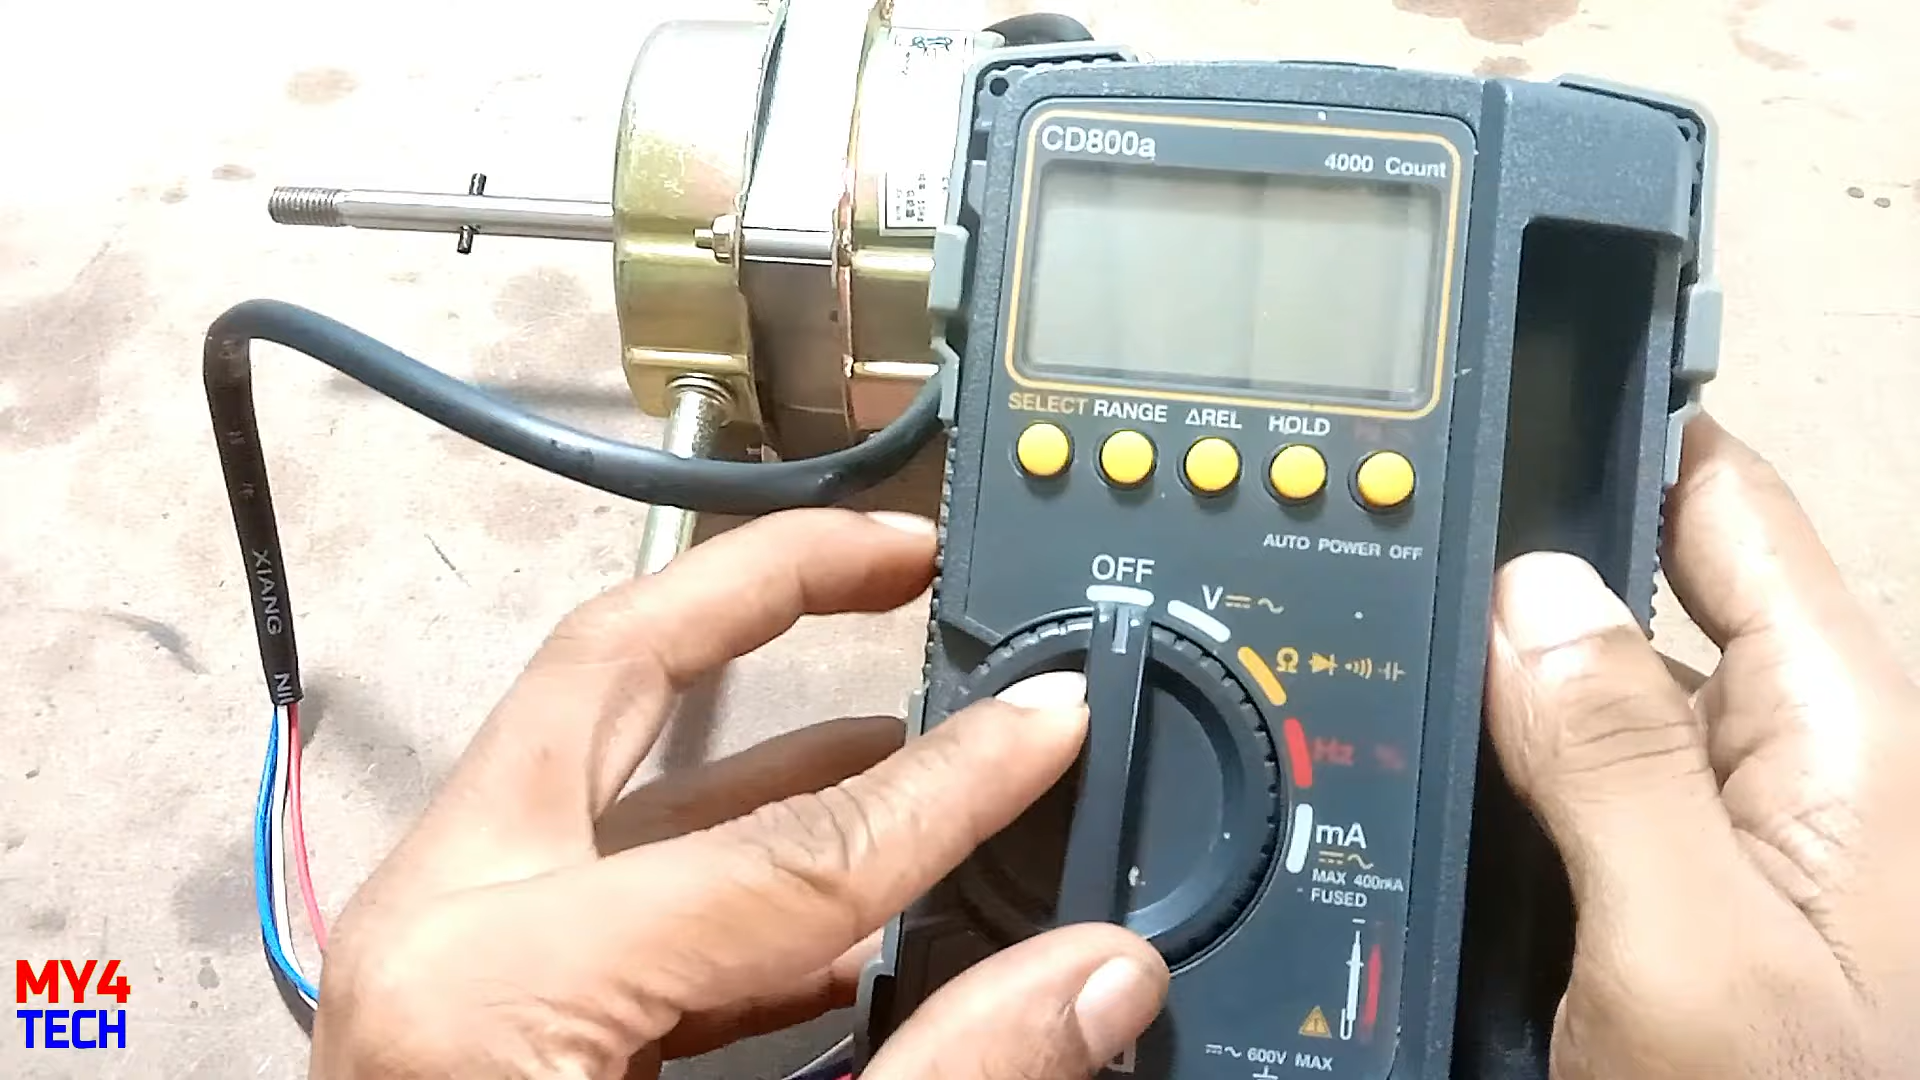 CD800a
4000 Count
SELECT RANGE ΔREL HOLD
AUTO POWER OFF
OFF
V
Ω
Hz %
mA
MAX 400mA
FUSED
600V MAX
XIANG
NI
MY4
TECH